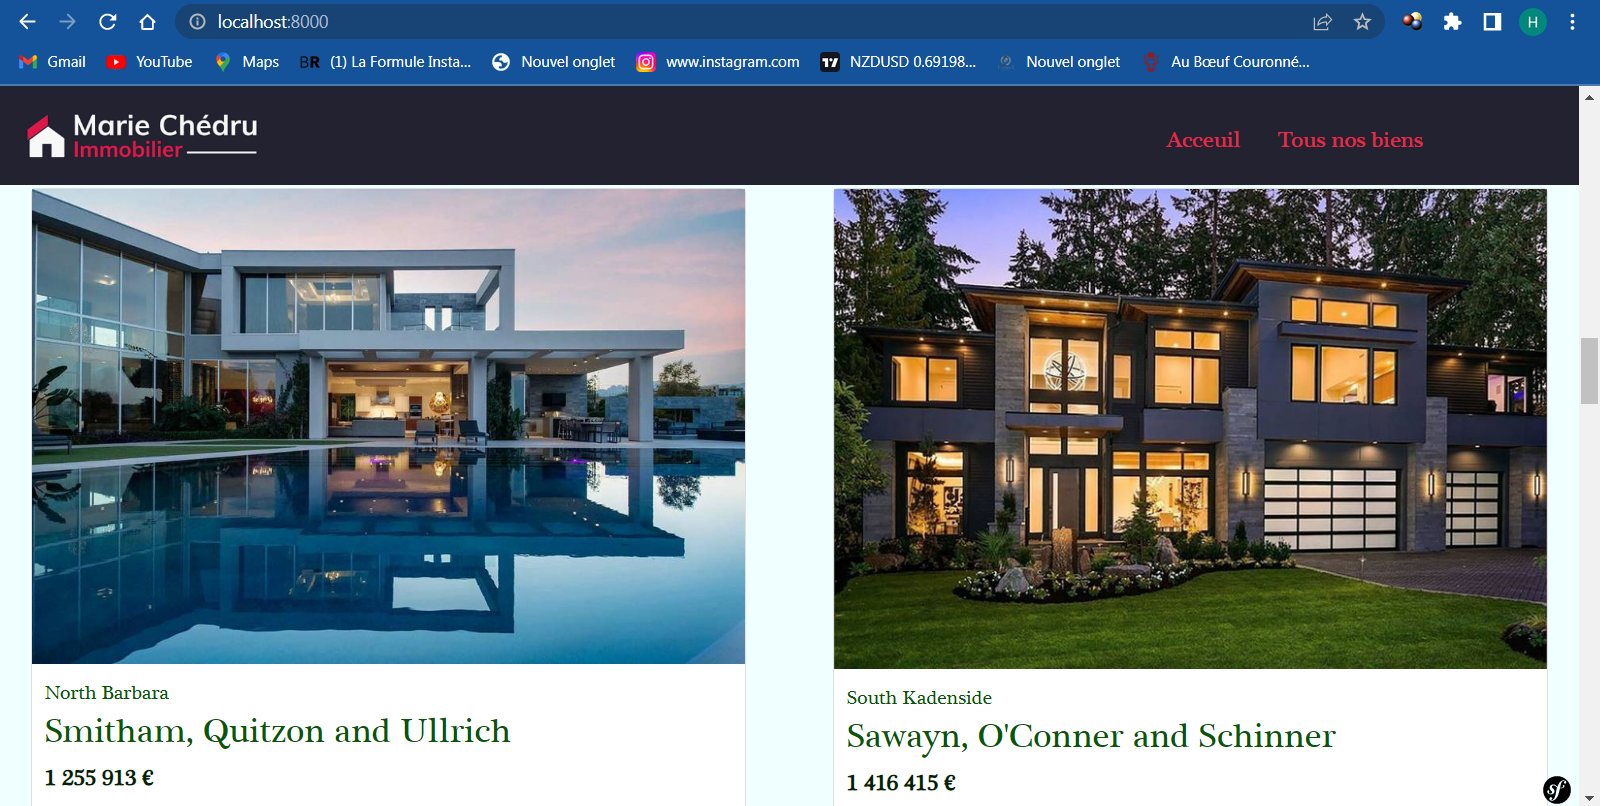 localhost:8000
H
Gmail YouTube Maps BR (1) La Formule Insta... Nouvel onglet www.instagram.com NZDUSD 0.69198... Nouvel onglet Au Bœuf Couronné...
Marie Chédru
Immobilier
Acceuil Tous nos biens
North Barbara
Smitham, Quitzon and Ullrich
1 255 913 €
South Kadenside
Sawayn, O'Conner and Schinner
1 416 415 €
sf